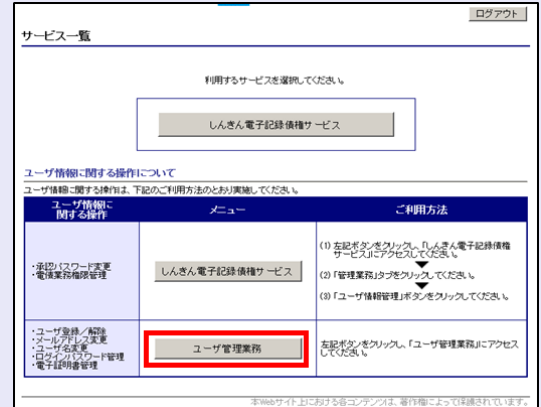 ログアウト
サービス一覧
利用するサービスを選択してください。
しんきん電子記録債権サービス
ユーザ情報に関する操作について
ユーザ情報に関する操作は、下記のご利用方法のとおり実施してください。
ユーザ情報に
関する操作
メニュー
ご利用方法
・承認パスワード変更
・電債業務権限管理
しんきん電子記録債権サービス
(1) 左記ボタンをクリックし、「しんきん電子記録債権
サービス」にアクセスしてください。
(2) 「管理業務」タブをクリックしてください。
(3) 「ユーザ情報管理」ボタンをクリックしてください。
・ユーザ登録／解除
・メールアドレス変更
・ユーザ名変更
・ログインパスワード管理
・電子証明書管理
ユーザ管理業務
左記ボタンをクリックし、「ユーザ管理業務」にアクセス
してください。
本Webサイト上における各コンテンツは、著作権によって保護されています。